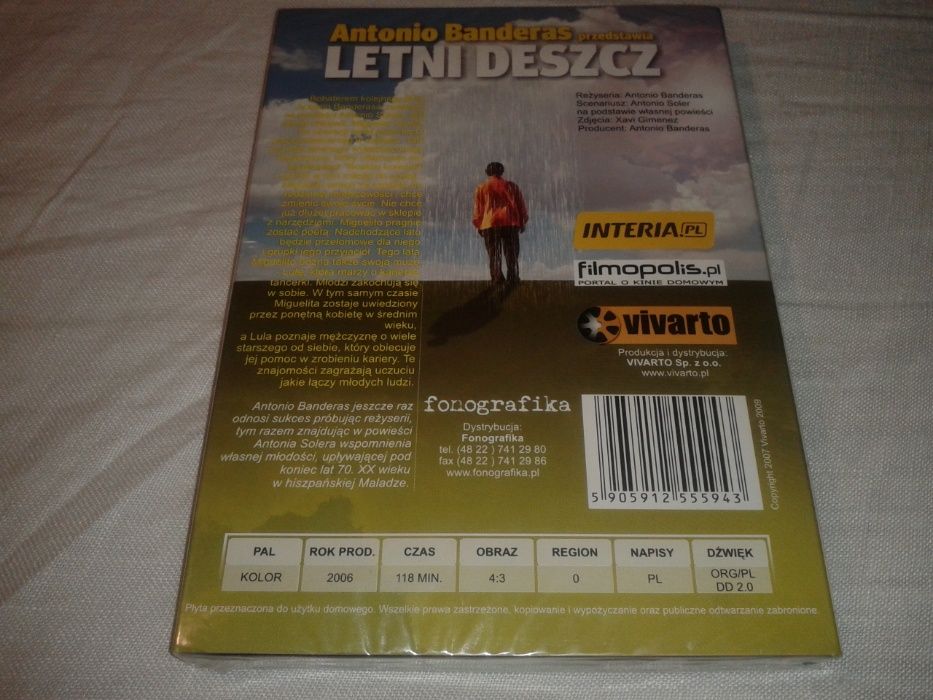 Antonio Banderas przedstawia
LETNI DESZCZ
Reżyseria: Antonio Banderas
Scenariusz: Antonio Soler
na podstawie własnej powieści
Zdjęcia: Xavi Gimenez
Producent: Antonio Banderas
Bohaterem
zmienić swoje życie. Nie chce
już dłużej pracować w sklepie
z narzędziami. Miguelito pragnie
zostać poetą. Nadchodzące lato
będzie przełomowe dla niego
i grupki jego przyjaciół. Tego lata
Miguelito pozna także swoją muzę
- Lulę, która marzy o karierze
tancerki. Młodzi zakochują się
w sobie. W tym samym czasie
Miguelita zostaje uwiedziony
przez ponętną kobietę w średnim
wieku,
a Lula poznaje mężczyznę o wiele
starszego od siebie, który obiecuje
jej pomoc w zrobieniu kariery. Te
znajomości zagrażają uczuciu
jakie łączy młodych ludzi.
Antonio Banderas jeszcze raz
odnosi sukces próbując reżyserii,
tym razem znajdując w powieści
Antonia Solera wspomnienia
własnej młodości, upływającej pod
koniec lat 70. XX wieku
w hiszpańskiej Maladze.
INTERIA.PL
filmopolis.pl
PORTAL O KINIE DOMOWYM
vivarto
Produkcja i dystrybucja:
VIVARTO Sp. z o.o.
www.vivarto.pl
fonografika
Dystrybucja:
Fonografika
tel. (48 22 ) 741 29 80
fax (48 22 ) 741 29 86
www.fonografika.pl
5 905912 555943
Copyright 2007 Vivarto 2009
PAL ROK PROD. CZAS OBRAZ REGION NAPISY DŹWIĘK
KOLOR 2006 118 MIN. 4:3 0 PL ORG/PL
DD 2.0
Płyta przeznaczona do użytku domowego. Wszelkie prawa zastrzeżone, kopiowanie i wypożyczanie oraz publiczne odtwarzanie zabronione.